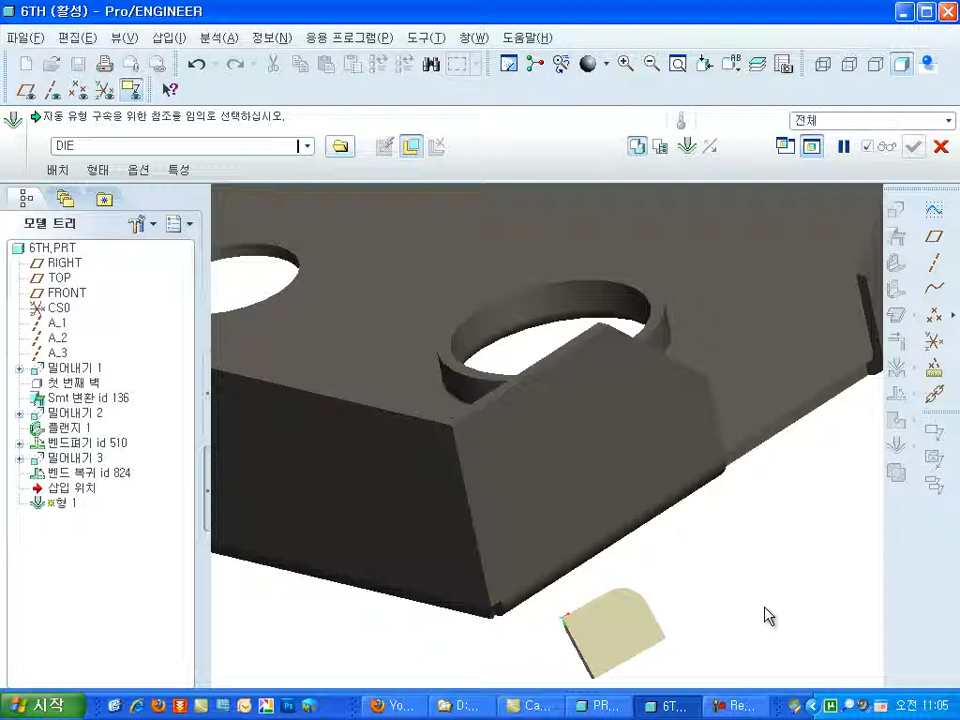 6TH (활성) - Pro/ENGINEER
파일(F) 편집(E) 뷰(V) 삽입(I) 분석(A) 정보(N) 응용 프로그램(P) 도구(T) 창(W) 도움말(H)
자동 유형 구속을 위한 참조를 임의로 선택하십시오.
전체
DIE
배치 형태 옵션 특성
모델 트리
6TH.PRT
RIGHT
TOP
FRONT
CS0
A_1
A_2
A_3
밀어내기 1
첫 번째 벽
Smt 변환 id 136
밀어내기 2
플랜지 1
벤드펴기 id 510
밀어내기 3
벤드 복귀 id 824
삽입 위치
형 1
시작 Yo... D:... Ca... PR... 6T... Re... 오전 11:05